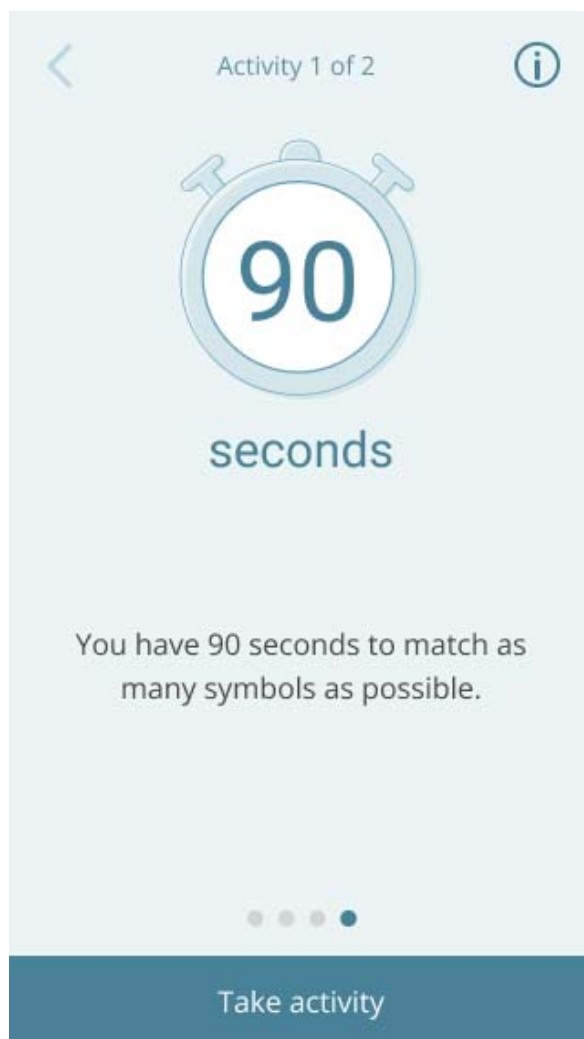 Activity 1 of 2
90
seconds
You have 90 seconds to match as
many symbols as possible.
Take activity